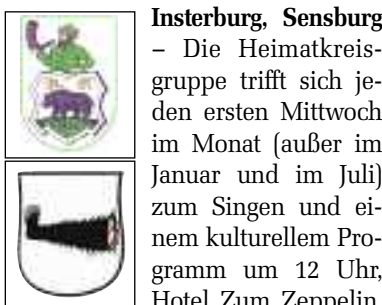 Insterburg, Sensburg
– Die Heimatkreis-
gruppe trifft sich je-
den ersten Mittwoch
im Monat (außer im
Januar und im Juli)
zum Singen und ei-
nem kulturellem Pro-
gramm um 12 Uhr,
Hotel Zum Zeppelin,